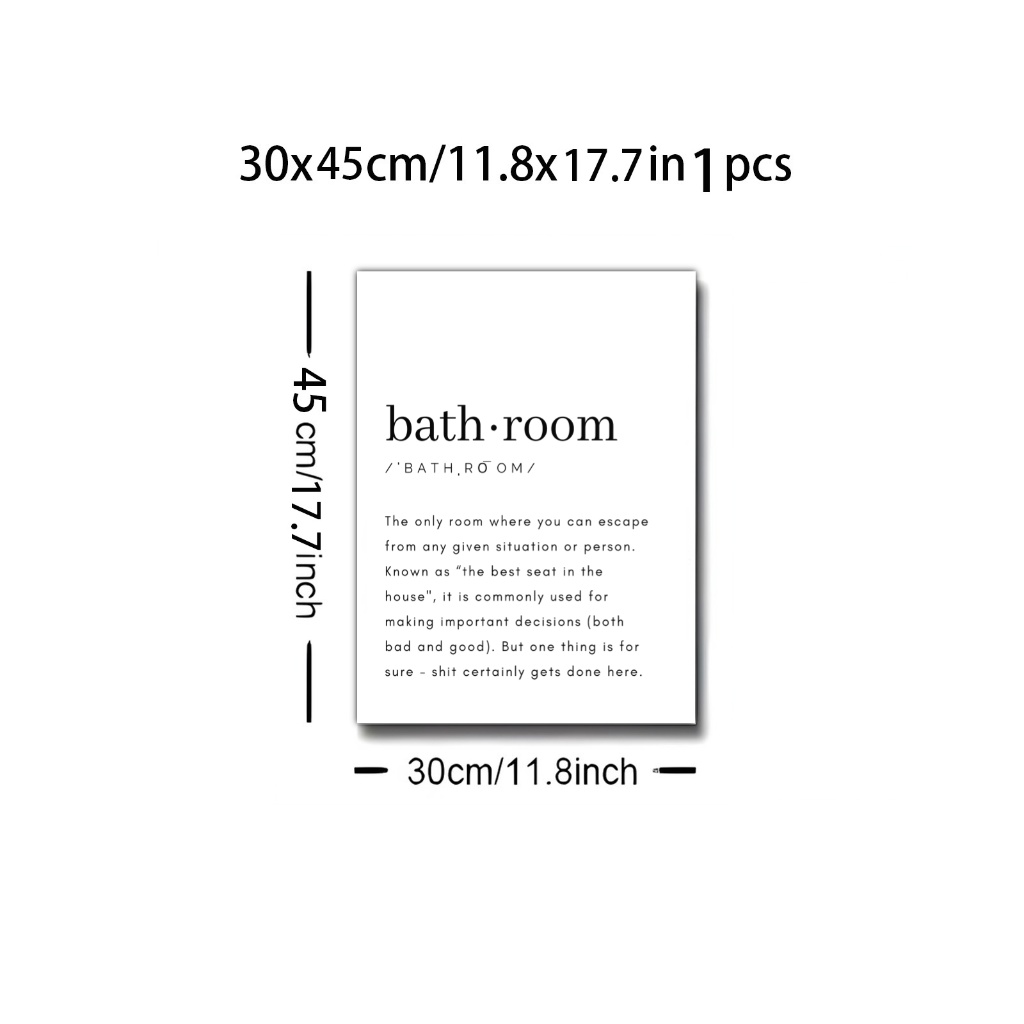 30x45cm/11.8x17.7in 1 pcs
45 cm/17.7inch
bath·room
/'BATH,RO͞OM/
The only room where you can escape
from any given situation or person.
Known as “the best seat in the
house", it is commonly used for
making important decisions (both
bad and good). But one thing is for
sure - shit certainly gets done here.
30cm/11.8inch